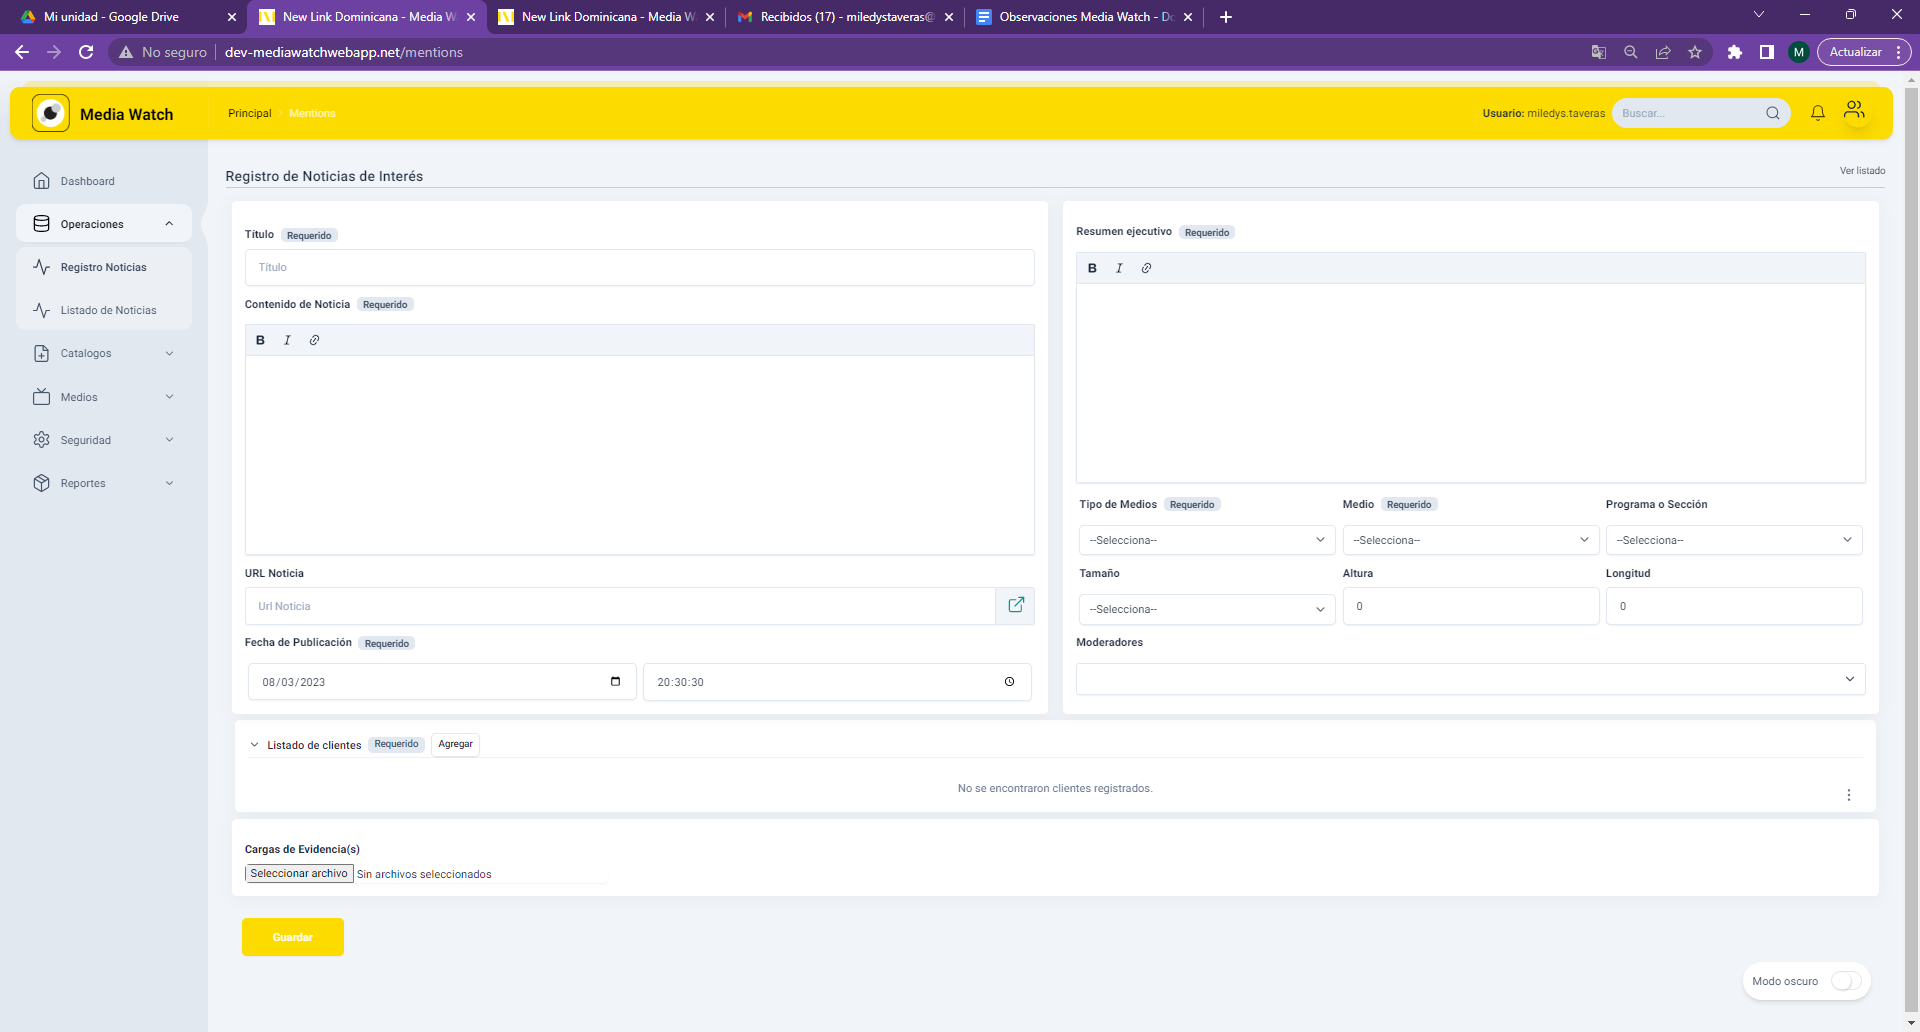 Mi unidad - Google Drive
New Link Dominicana - Media W
New Link Dominicana - Media W
Recibidos (17) - miledystaveras@
Observaciones Media Watch - Do
No seguro
dev-mediawatchwebapp.net/mentions
M
Actualizar
Media Watch
Principal
Mentions
Usuario: miledys.taveras
Buscar...
Dashboard
Operaciones
Registro Noticias
Listado de Noticias
Catalogos
Medios
Seguridad
Reportes
Registro de Noticias de Interés
Ver listado
Título Requerido
Título
Contenido de Noticia Requerido
B I
URL Noticia
Url Noticia
Fecha de Publicación Requerido
08/03/2023
20:30:30
Resumen ejecutivo Requerido
B I
Tipo de Medios Requerido
Medio Requerido
Programa o Sección
--Selecciona--
--Selecciona--
--Selecciona--
Tamaño
Altura
Longitud
--Selecciona--
0
0
Moderadores
Listado de clientes Requerido Agregar
No se encontraron clientes registrados.
Cargas de Evidencia(s)
Seleccionar archivo Sin archivos seleccionados
Guardar
Modo oscuro